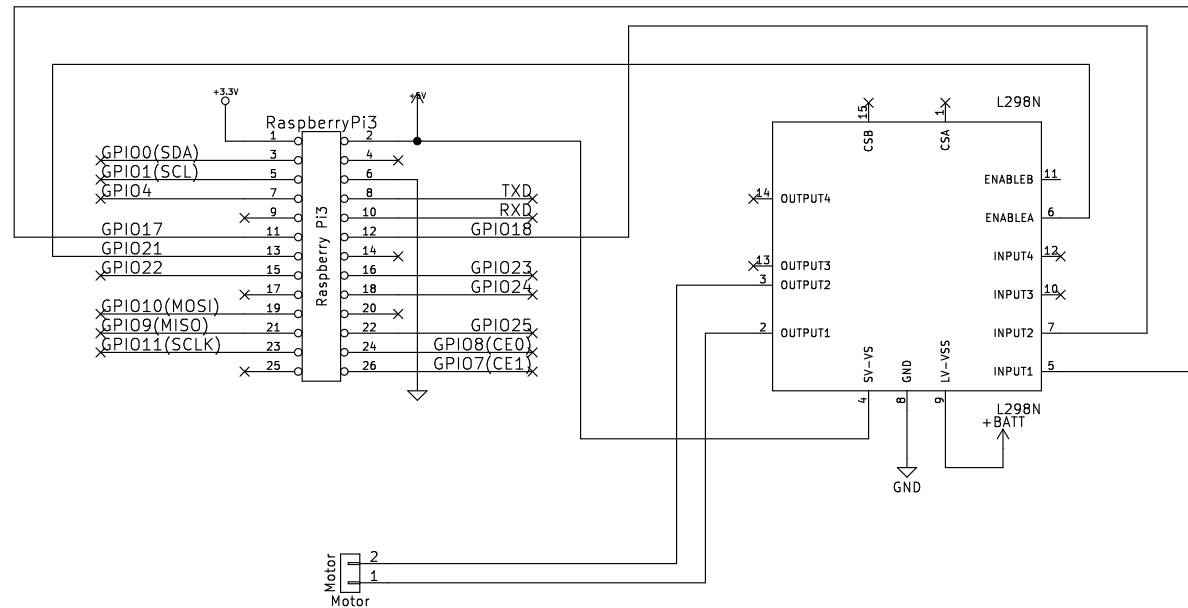 +3.3V
+5V
RaspberryPi3
1 2
GPIO0(SDA) 3 4
GPIO1(SCL) 5 6
GPIO4 7 8 TXD
9 10 RXD
GPIO17 11 12 GPIO18
GPIO21 13 14
GPIO22 15 16 GPIO23
17 18 GPIO24
GPIO10(MOSI) 19 20
GPIO9(MISO) 21 22 GPIO25
GPIO11(SCLK) 23 24 GPIO8(CE0)
25 26 GPIO7(CE1)
Raspberry Pi3
L298N
15 1
CSB CSA
ENABLEB 11
14 OUTPUT4
ENABLEA 6
INPUT4 12
13 OUTPUT3
3 OUTPUT2
INPUT3 10
2 OUTPUT1
INPUT2 7
INPUT1 5
SV-VS GND LV-VSS
4 8 9
L298N
+BATT
GND
Motor
2
1
Motor